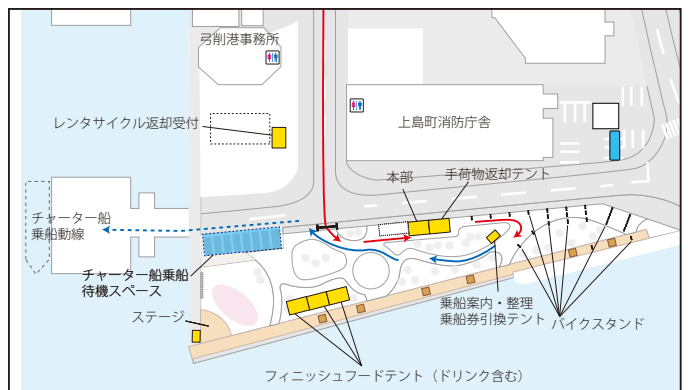 弓削港事務所
レンタサイクル返却受付
上島町消防庁舎
本部
手荷物返却テント
チャーター船
乗船動線
チャーター船乗船
待機スペース
ステージ
乗船案内・整理
乗船券引換テント
バイクスタンド
フィニッシュフードテント（ドリンク含む）